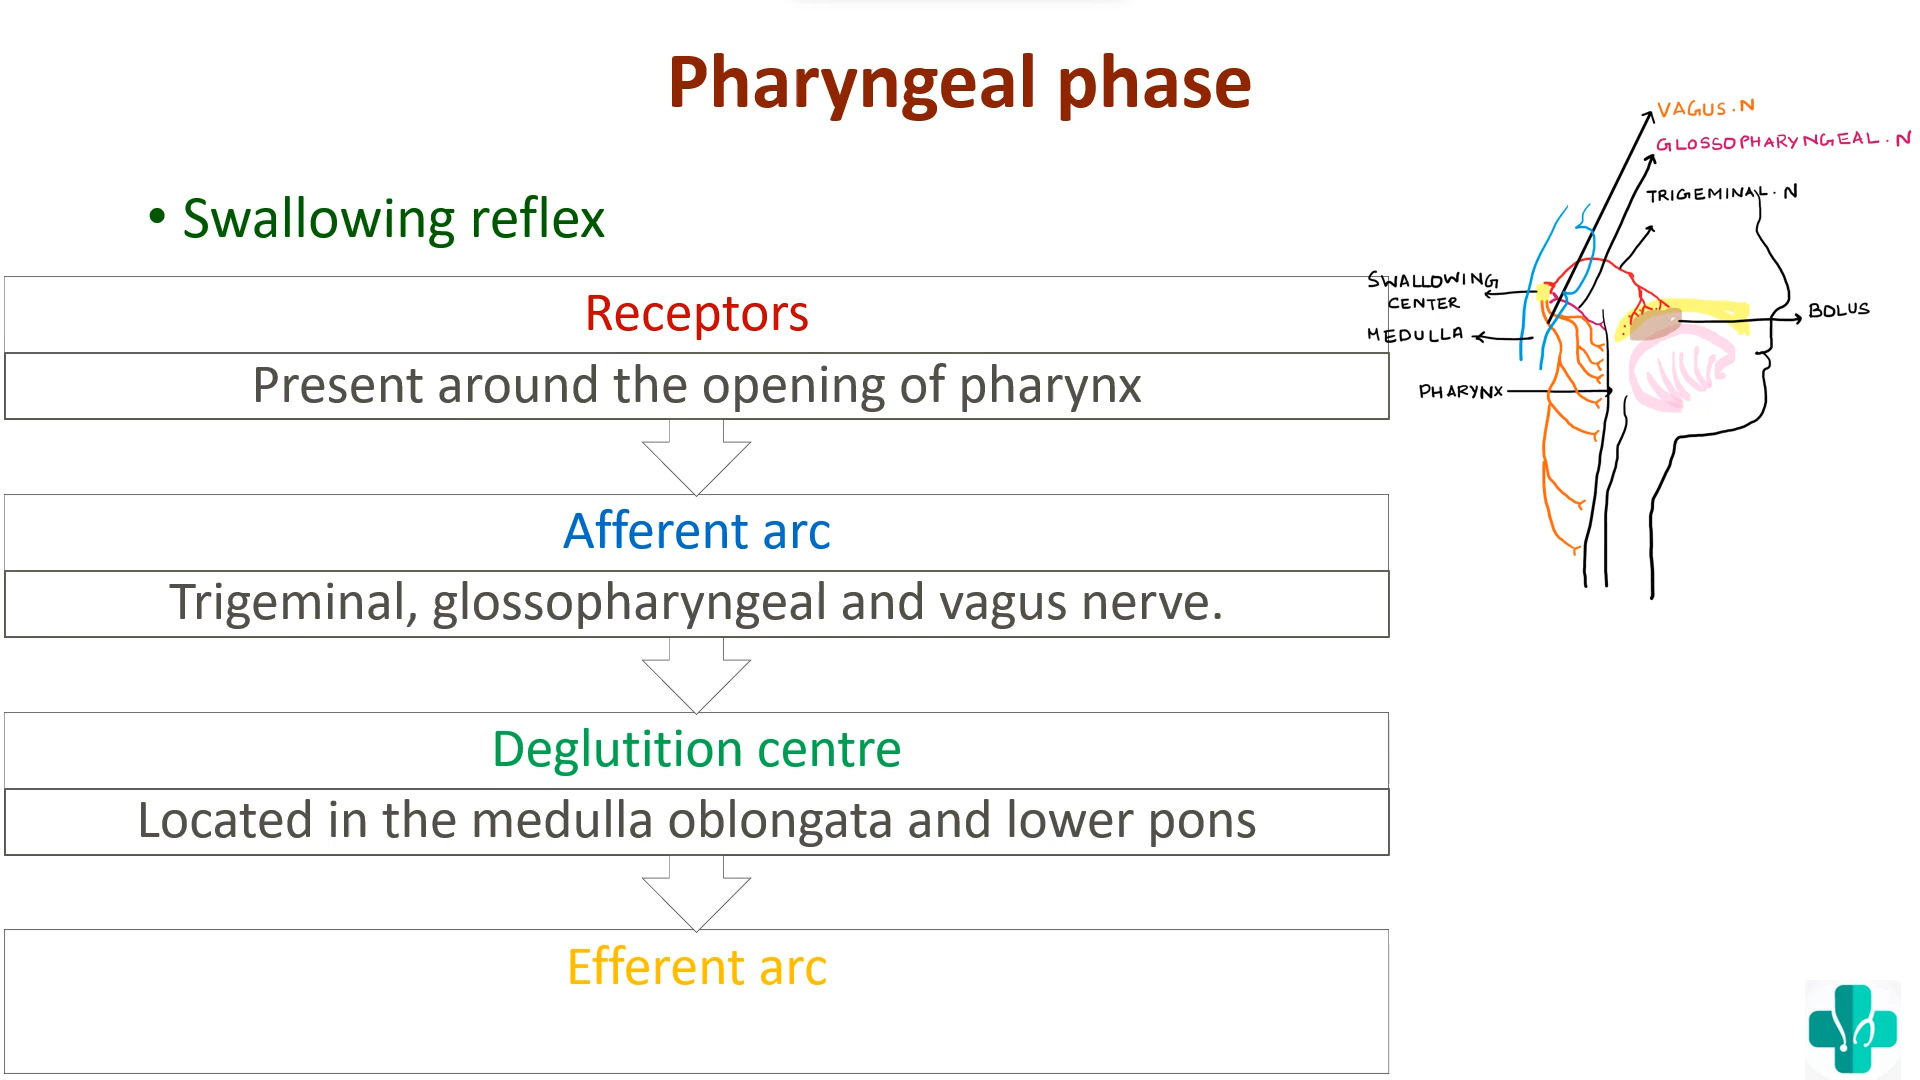 Pharyngeal phase
• Swallowing reflex
Receptors
Present around the opening of pharynx
Afferent arc
Trigeminal, glossopharyngeal and vagus nerve.
Deglutition centre
Located in the medulla oblongata and lower pons
Efferent arc
VAGUS.N
GLOSSOPHARYNGEAL.N
TRIGEMINAL.N
SWALLOWING
CENTER
MEDULLA
BOLUS
PHARYNX